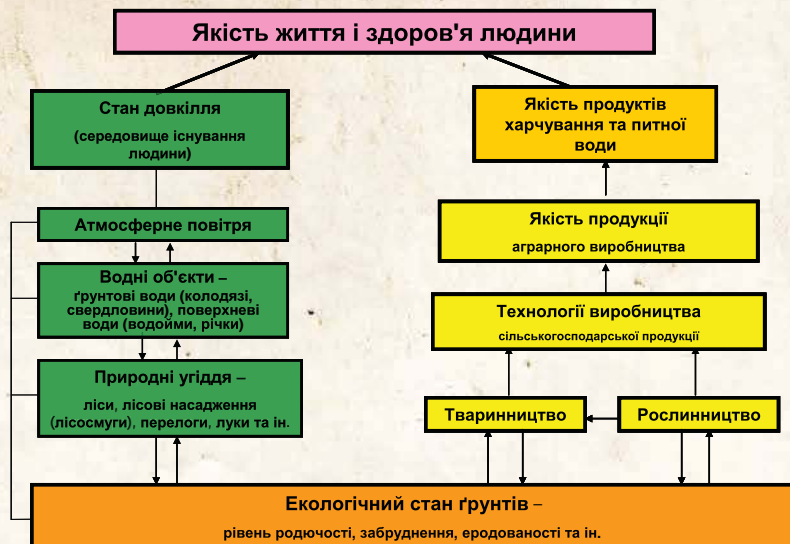 Якість життя і здоров'я людини
Стан довкілля
(середовище існування
людини)
Атмосферне повітря
Водні об'єкти –
ґрунтові води (колодязі,
свердловини), поверхневі
води (водойми, річки)
Природні угіддя –
ліси, лісові насадження
(лісосмуги), перелоги, луки та ін.
Якість продуктів
харчування та питної
води
Якість продукції
аграрного виробництва
Технології виробництва
сільськогосподарської продукції
Тваринництво
Рослинництво
Екологічний стан ґрунтів –
рівень родючості, забруднення, еродованості та ін.